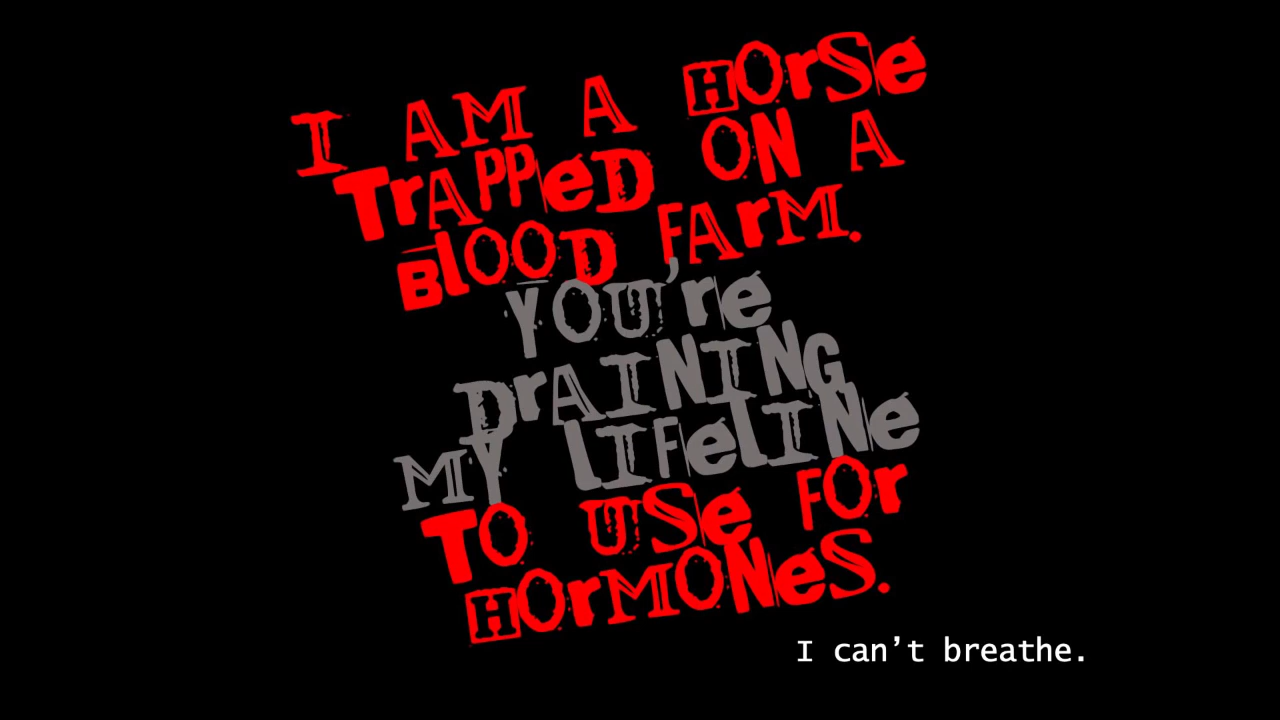 I AM A HOrSe
TrAPPeD ON A
BlOOD FArM.
YOU're
DrAINING
MY lIFelINe
TO USe FOr
HOrMONeS.
I can't breathe.